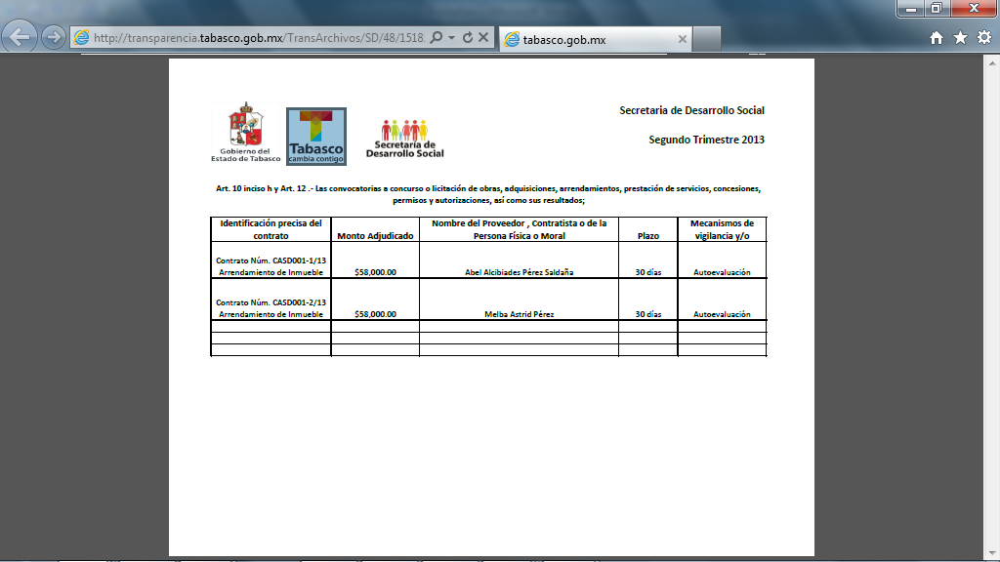 http://transparencia.tabasco.gob.mx/TransArchivos/SD/48/1518
tabasco.gob.mx
Gobierno del
Estado de Tabasco
Tabasco
cambia contigo
Secretaría de
Desarrollo Social
Secretaria de Desarrollo Social
Segundo Trimestre 2013
Art. 10 inciso h y Art. 12 .- Las convocatorias a concurso o licitación de obras, adquisiciones, arrendamientos, prestación de servicios, concesiones,
permisos y autorizaciones, así como sus resultados;
Identificación precisa del
contrato
Monto Adjudicado
Nombre del Proveedor , Contratista o de la
Persona Física o Moral
Plazo
Mecanismos de
vigilancia y/o
Contrato Núm. CASD001-1/13
Arrendamiento de Inmueble
$58,000.00
Abel Alcibiades Pérez Saldaña
30 días
Autoevaluación
Contrato Núm. CASD001-2/13
Arrendamiento de Inmueble
$58,000.00
Melba Astrid Pérez
30 días
Autoevaluación